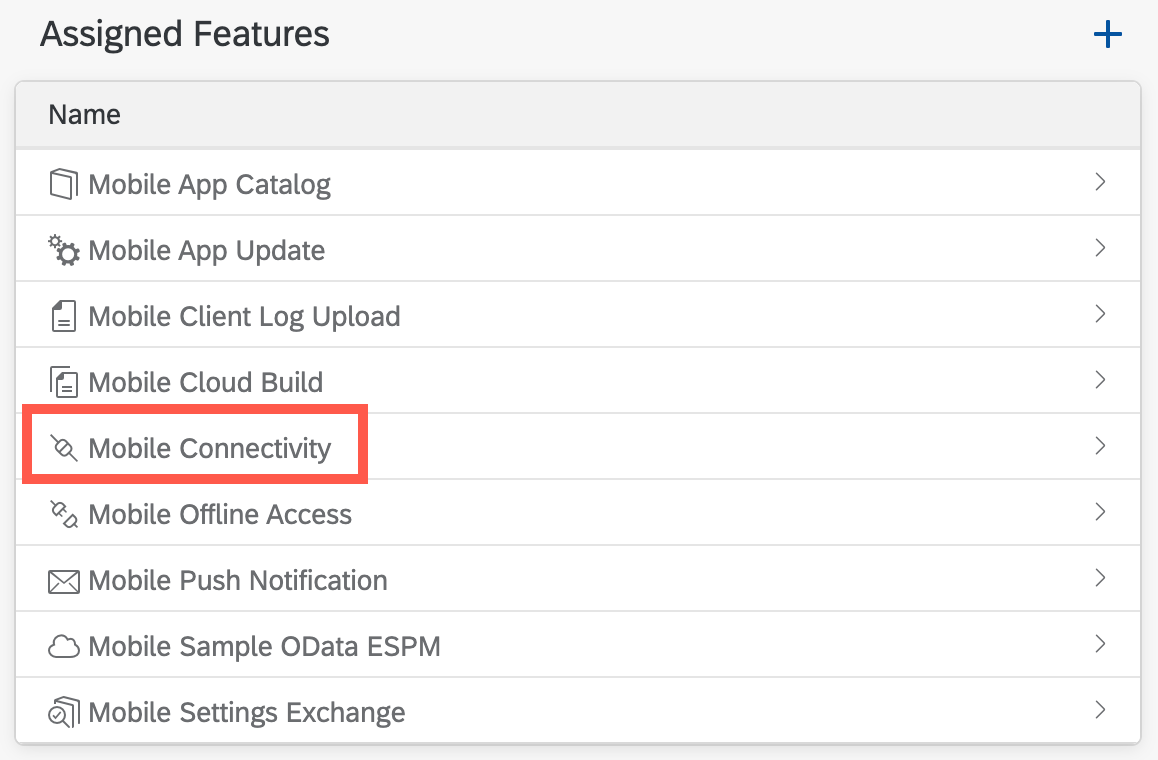 Assigned Features
Name
Mobile App Catalog
Mobile App Update
Mobile Client Log Upload
Mobile Cloud Build
Mobile Connectivity
Mobile Offline Access
Mobile Push Notification
Mobile Sample OData ESPM
Mobile Settings Exchange